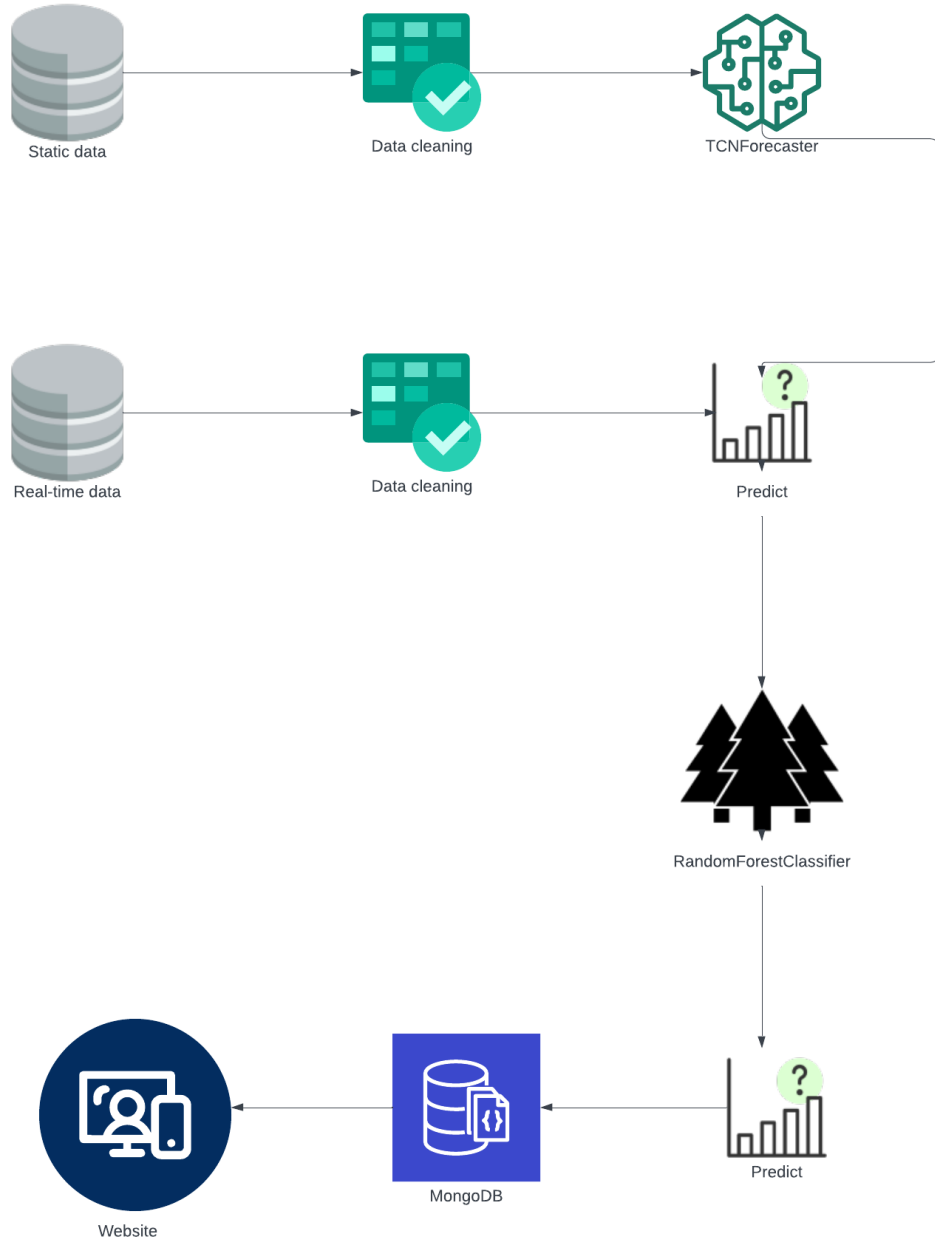 Static data
Data cleaning
TCNForecaster
?
Real-time data
Data cleaning
Predict
RandomForestClassifier
?
{}
Website
MongoDB
Predict